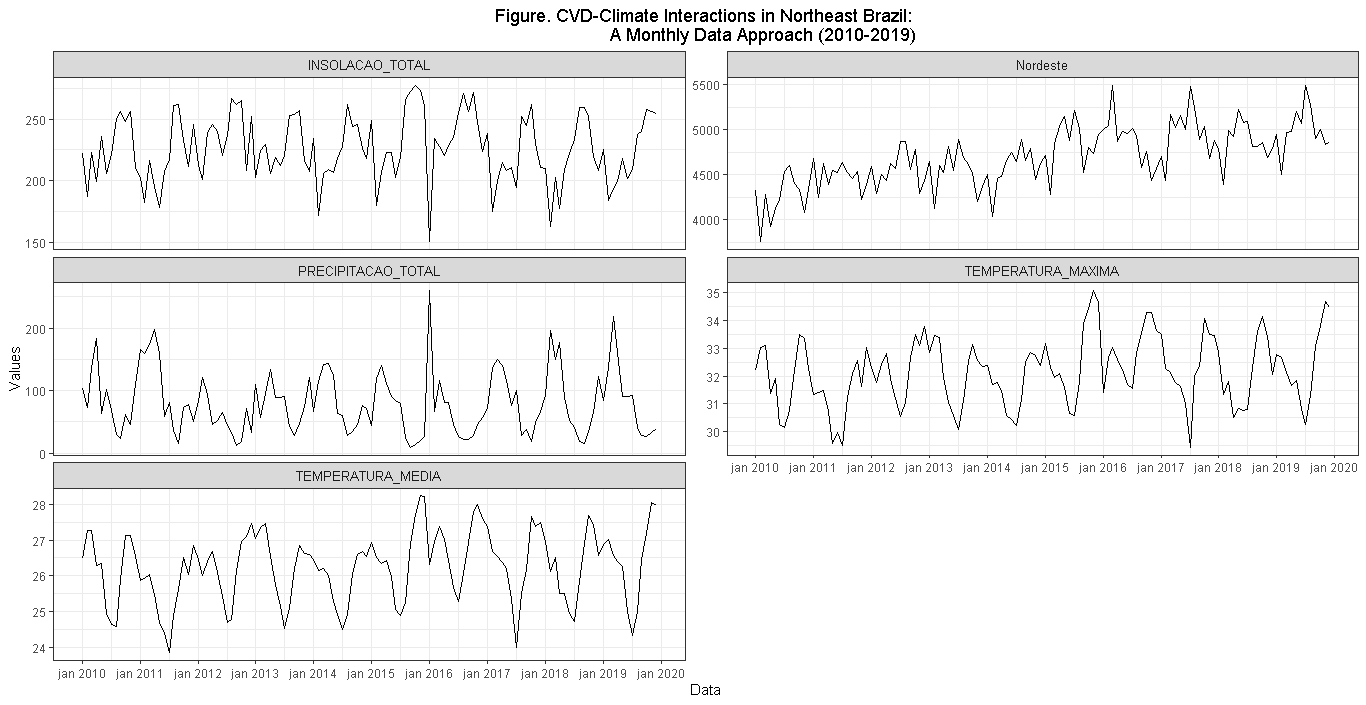 Figure. CVD-Climate Interactions in Northeast Brazil:
A Monthly Data Approach (2010-2019)
INSOLACAO_TOTAL
250
200
150
Nordeste
5500
5000
4500
4000
PRECIPITACAO_TOTAL
200
100
0
TEMPERATURA_MAXIMA
35
34
33
32
31
30
jan 2010 jan 2011 jan 2012 jan 2013 jan 2014 jan 2015 jan 2016 jan 2017 jan 2018 jan 2019 jan 2020
TEMPERATURA_MEDIA
28
27
26
25
24
jan 2010 jan 2011 jan 2012 jan 2013 jan 2014 jan 2015 jan 2016 jan 2017 jan 2018 jan 2019 jan 2020
Values
Data